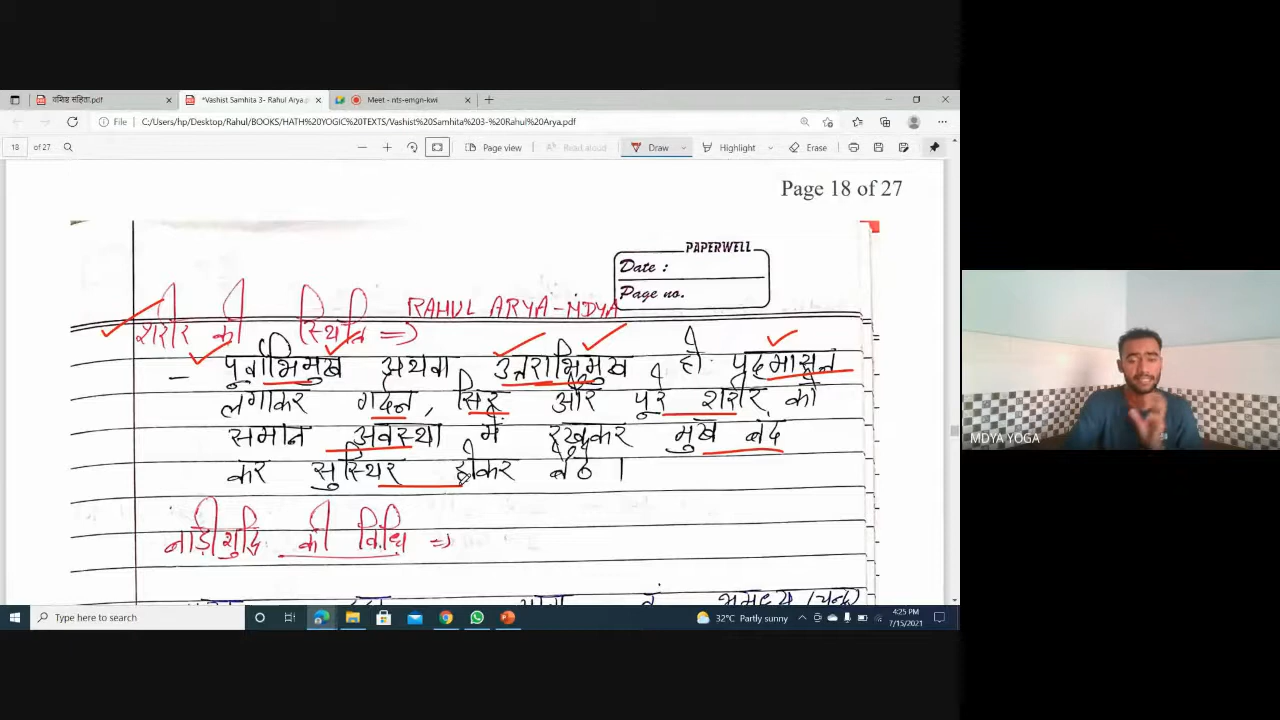 वसिष्ठ संहिता.pdf
*Vashist Samhita 3- Rahul Arya.p
Meet - nts-emgn-kwi
File
C:/Users/hp/Desktop/Rahul/BOOKS/HATH%20YOGIC%20TEXTS/Vashist%20Samhita%203-%20Rahul%20Arya.pdf
18 of 27
Page view
Read aloud
Draw
Highlight
Erase
Page 18 of 27
PAPERWELL
Date :
Page no.
शरीर की स्थिति => RAHUL ARYA-MDYA
- पूर्वाभिमुख अथवा उत्तराभिमुख हो पद्मासन
लगाकर गर्दन, सिर और पूरे शरीर को
समान अवस्था में रखकर मुख बंद
कर सुस्थिर होकर बैठे ।
नाड़ीशुद्धि की विधि =>
MDYA YOGA
Type here to search
32°C Partly sunny
4:25 PM
7/15/2021